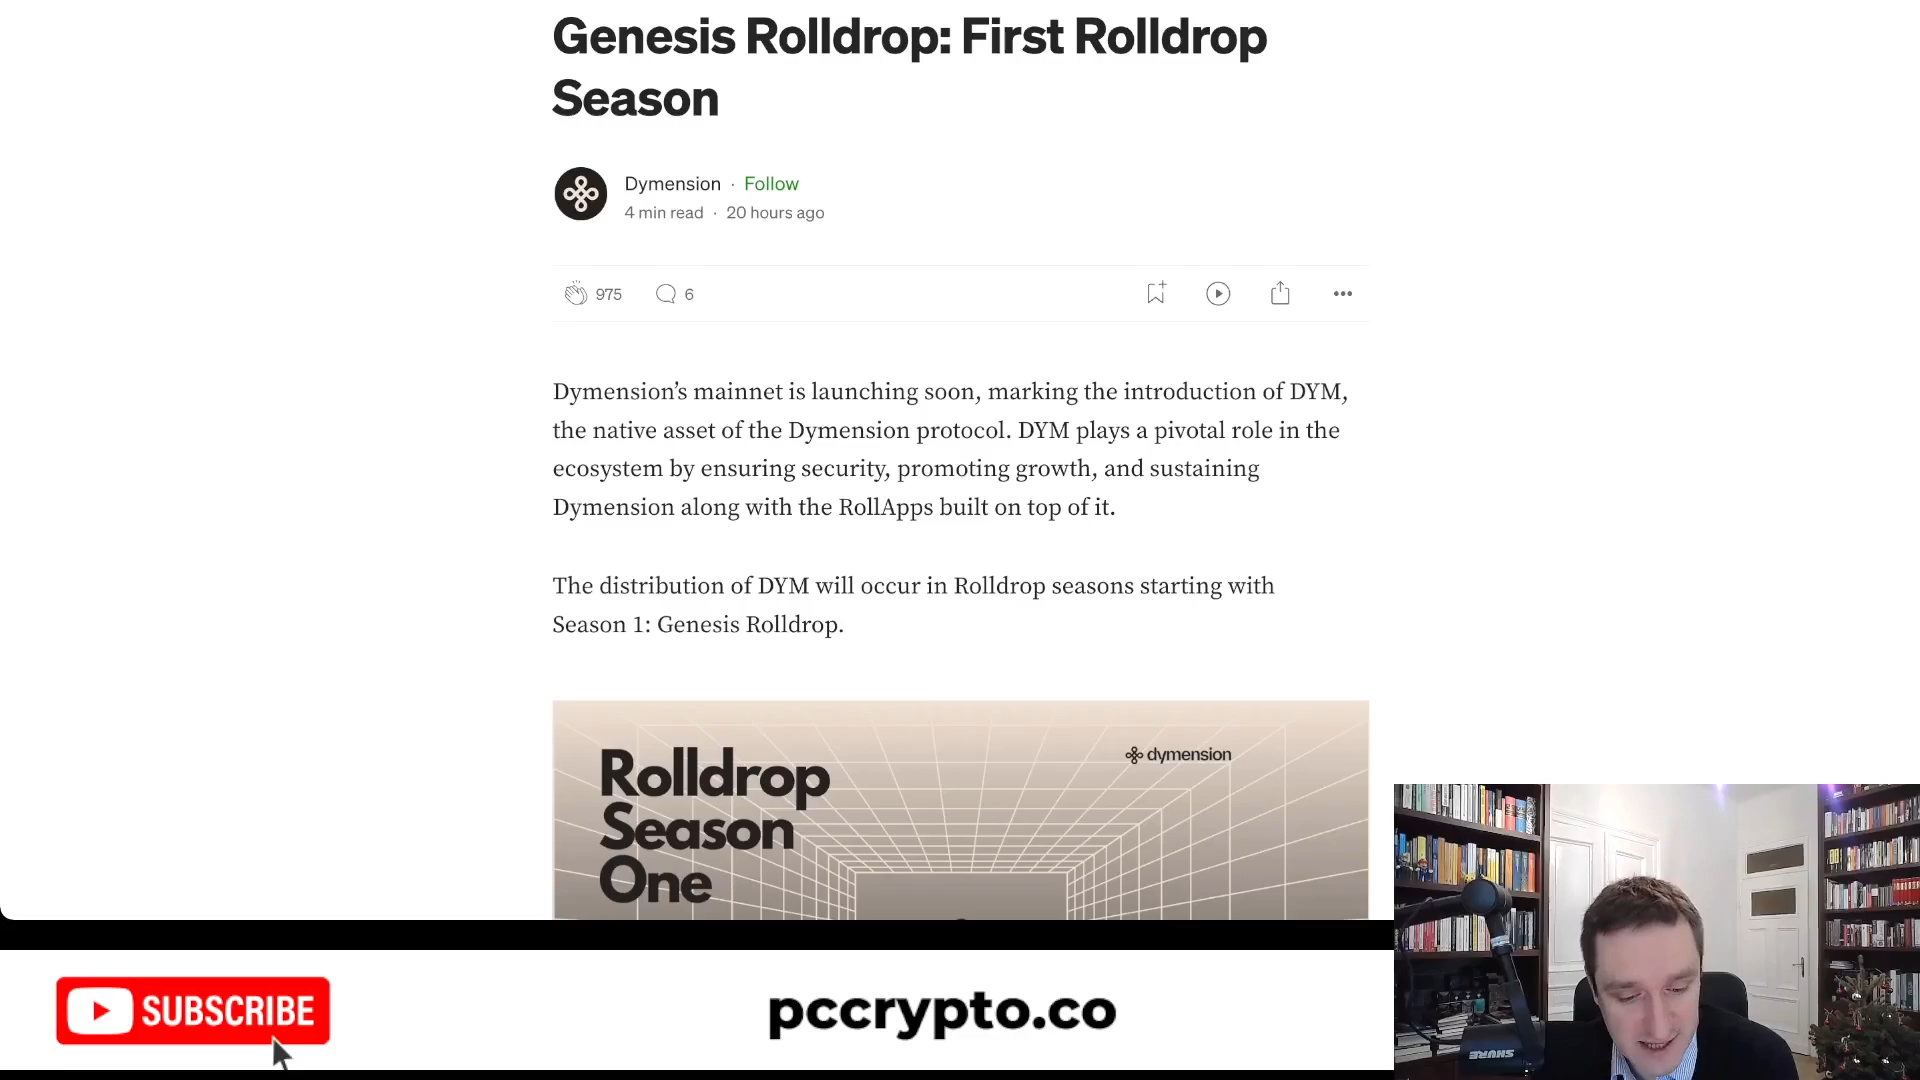 Genesis Rolldrop: First Rolldrop
Season
Dymension · Follow
4 min read · 20 hours ago
975 6
Dymension’s mainnet is launching soon, marking the introduction of DYM,
the native asset of the Dymension protocol. DYM plays a pivotal role in the
ecosystem by ensuring security, promoting growth, and sustaining
Dymension along with the RollApps built on top of it.
The distribution of DYM will occur in Rolldrop seasons starting with
Season 1: Genesis Rolldrop.
dymension
Rolldrop
Season
One
SUBSCRIBE
pccrypto.co
SHURE